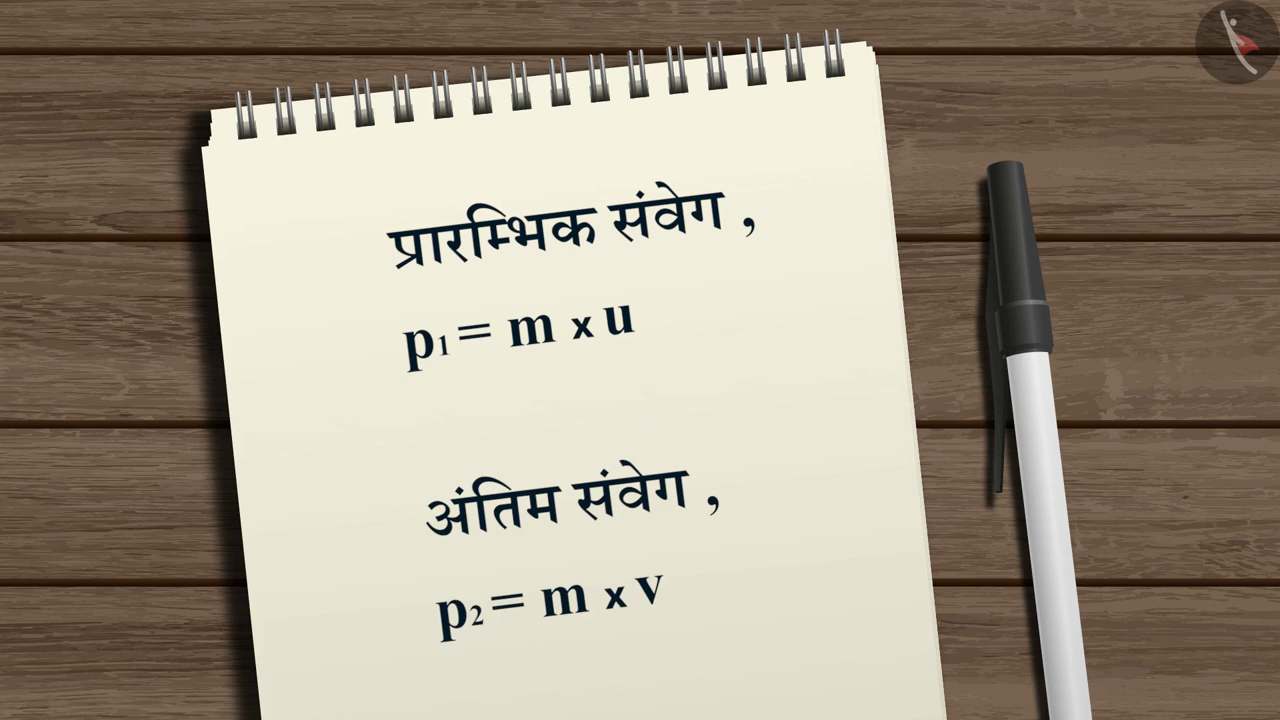 प्रारम्भिक संवेग ,
p₁ = m x u
अंतिम संवेग ,
p₂ = m x v